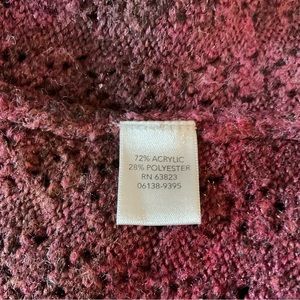 72% ACRYLIC
28% POLYESTER
RN 63823
06138-9395